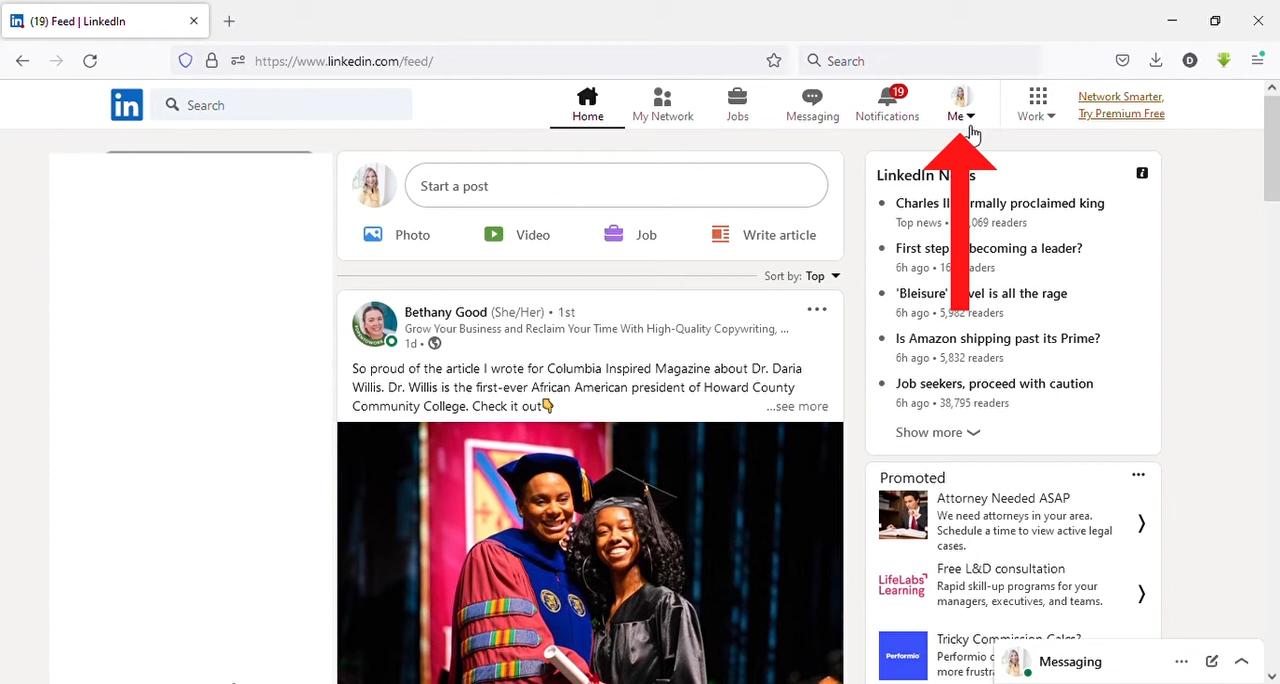 (19) Feed | LinkedIn
https://www.linkedin.com/feed/
Search
D
in
Search
Home
My Network
Jobs
Messaging
19
Notifications
Me
Work
Network Smarter,
Try Premium Free
Start a post
Photo
Video
Job
Write article
Sort by: Top
Bethany Good (She/Her) • 1st
Grow Your Business and Reclaim Your Time With High-Quality Copywriting, ...
1d •
So proud of the article I wrote for Columbia Inspired Magazine about Dr. Daria
Willis. Dr. Willis is the first-ever African American president of Howard County
Community College. Check it out
...see more
LinkedIn
Charles II ormally proclaimed king
Top news • ,069 readers
First step becoming a leader?
6h ago • 16 readers
'Bleisure' vel is all the rage
6h ago • 5,982 readers
Is Amazon shipping past its Prime?
6h ago • 5,832 readers
Job seekers, proceed with caution
6h ago • 38,795 readers
Show more
Promoted
Attorney Needed ASAP
We need attorneys in your area.
Schedule a time to view active legal
cases.
LifeLabs Learning
Free L&D consultation
Rapid skill-up programs for your
managers, executives, and teams.
Performio
Tricky Commission Calcs?
Performio
more
Messaging